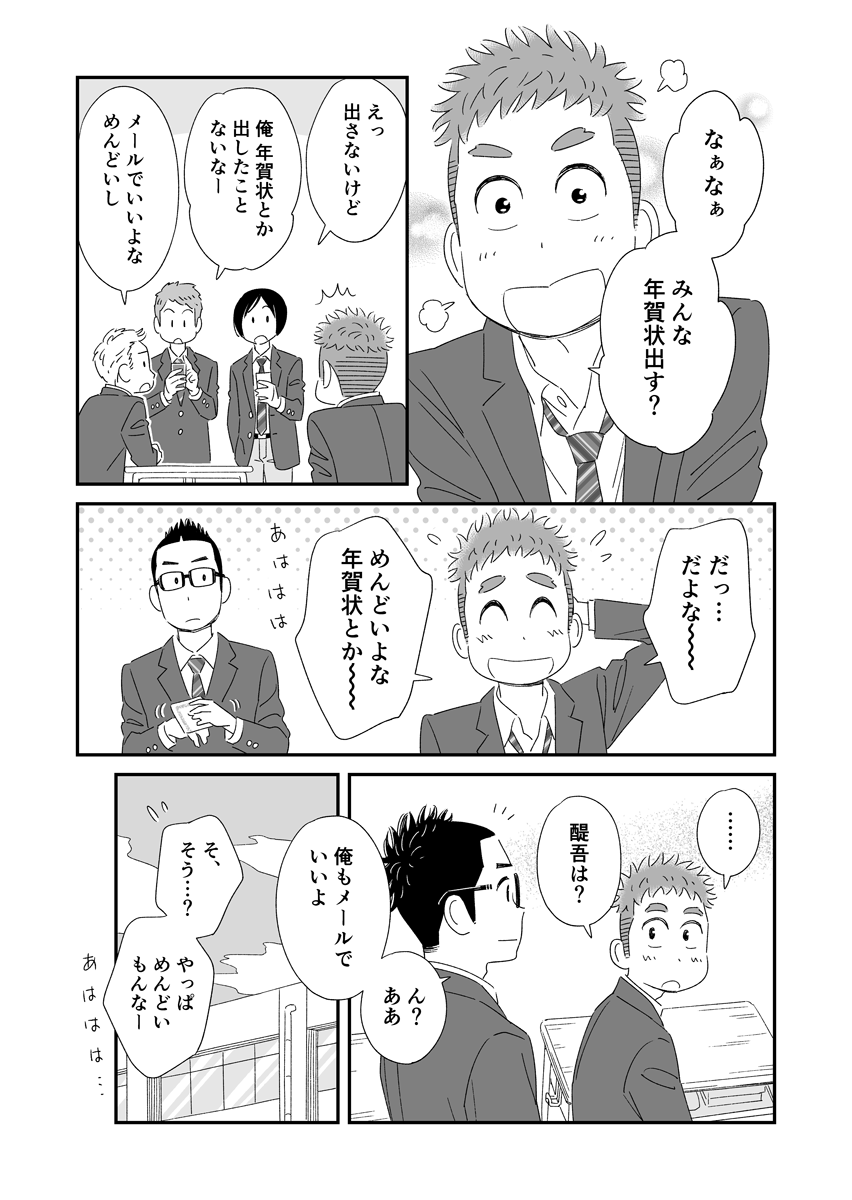 なぁなぁ
みんな
年賀状出す?
えっ
出さないけど
俺 年賀状とか
出したこと
ないなー
メールでいいよな
めんどいし
だっ…
だよな〜〜
めんどいよな
年賀状とか〜〜
あははは
……
醍吾は?
ん?
ああ
俺もメールで
いいよ
そ、
そう…?
やっぱ
めんどい
もんなー
あははは…